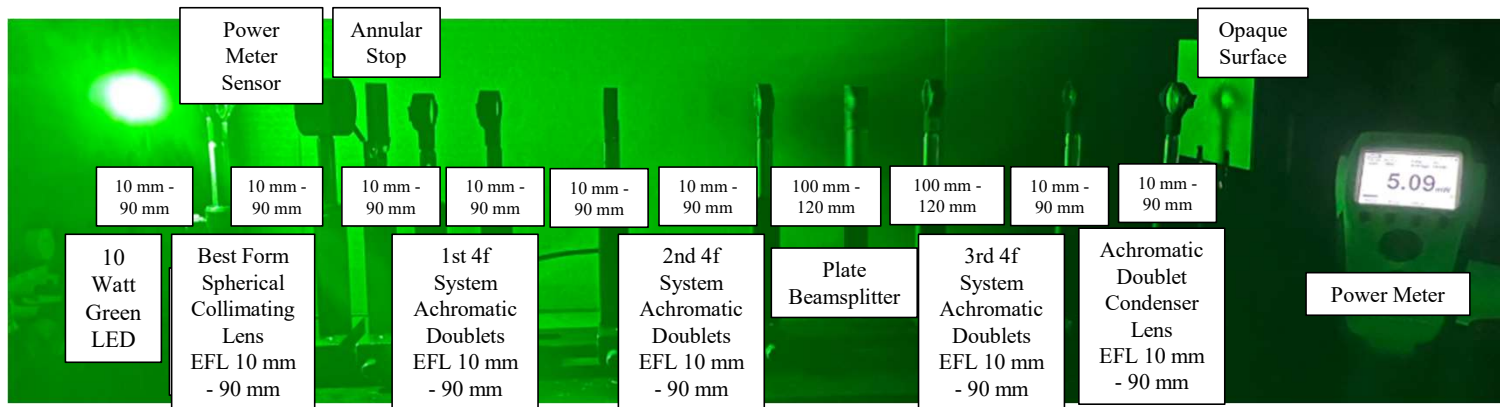 Power
Meter
Sensor
Annular
Stop
Opaque
Surface
10 mm -
90 mm
10 mm -
90 mm
10 mm -
90 mm
10 mm -
90 mm
10 mm -
90 mm
10 mm -
90 mm
100 mm -
120 mm
100 mm -
120 mm
10 mm -
90 mm
10 mm -
90 mm
5.09mW
10
Watt
Green
LED
Best Form
Spherical
Collimating
Lens
EFL 10 mm
- 90 mm
1st 4f
System
Achromatic
Doublets
EFL 10 mm
- 90 mm
2nd 4f
System
Achromatic
Doublets
EFL 10 mm
- 90 mm
Plate
Beamsplitter
3rd 4f
System
Achromatic
Doublets
EFL 10 mm
- 90 mm
Achromatic
Doublet
Condenser
Lens
EFL 10 mm
- 90 mm
Power Meter